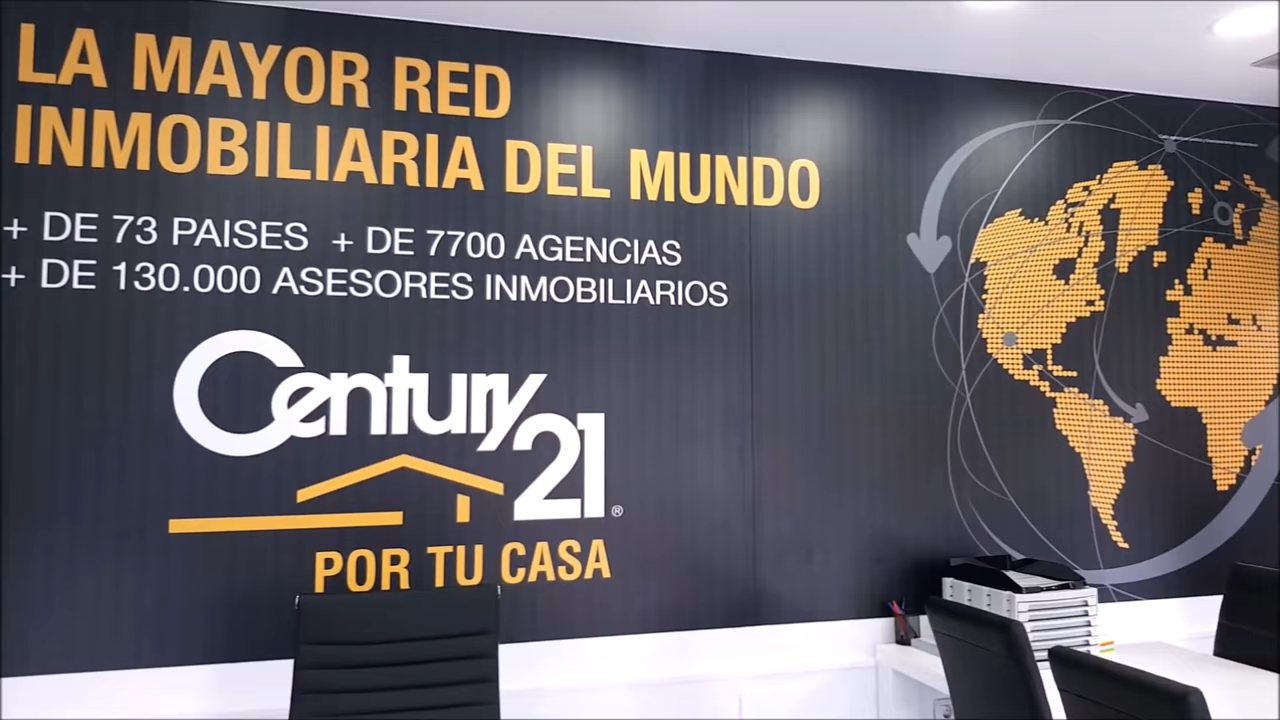 LA MAYOR RED
INMOBILIARIA DEL MUNDO
+ DE 73 PAISES + DE 7700 AGENCIAS
+ DE 130.000 ASESORES INMOBILIARIOS
Century
21®
POR TU CASA